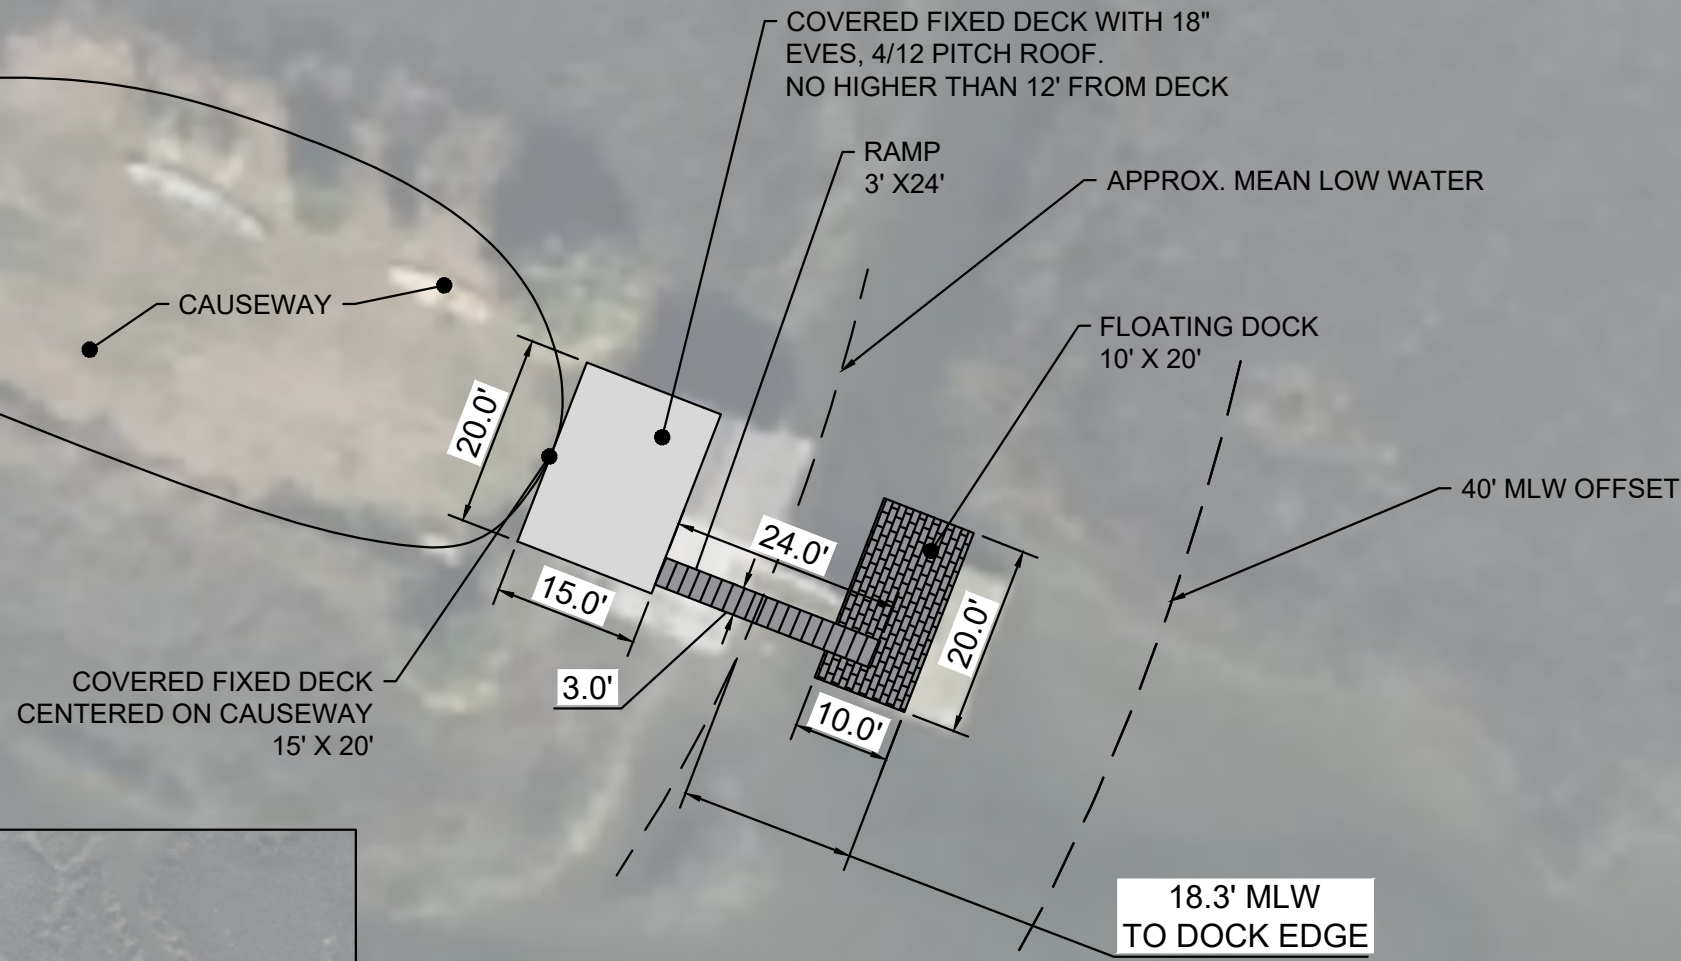 COVERED FIXED DECK WITH 18"
EVES, 4/12 PITCH ROOF.
NO HIGHER THAN 12' FROM DECK
RAMP
3' X24'
APPROX. MEAN LOW WATER
CAUSEWAY
FLOATING DOCK
10' X 20'
20.0'
40' MLW OFFSET
24.0'
15.0'
20.0'
3.0'
10.0'
COVERED FIXED DECK
CENTERED ON CAUSEWAY
15' X 20'
18.3' MLW
TO DOCK EDGE